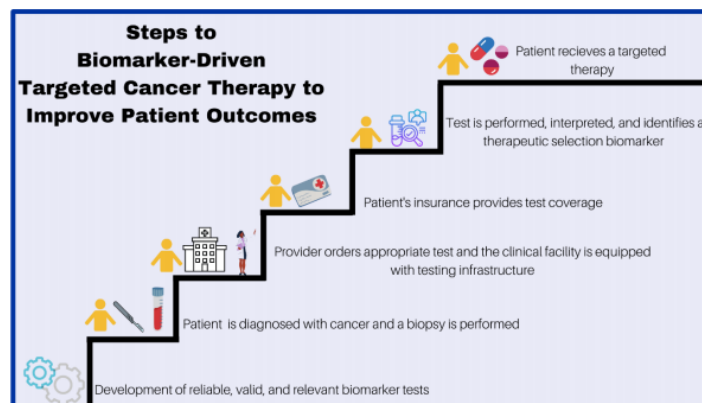 Steps to
Biomarker-Driven
Targeted Cancer Therapy to
Improve Patient Outcomes
Patient recieves a targeted
therapy
Test is performed, interpreted, and identifies a
therapeutic selection biomarker
Patient's insurance provides test coverage
Provider orders appropriate test and the clinical facility is equipped
with testing infrastructure
Patient is diagnosed with cancer and a biopsy is performed
Development of reliable, valid, and relevant biomarker tests